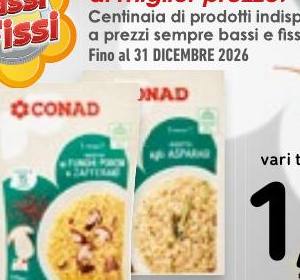 Bassi
Fissi
Centinaia di prodotti indisp
a prezzi sempre bassi e fiss
Fino al 31 DICEMBRE 2026
CONAD
NAD
RISOTTO
AI FUNGHI PORCINI
e ZAFFERANO
RISOTTO
agli ASPARAGI
vari t
1,